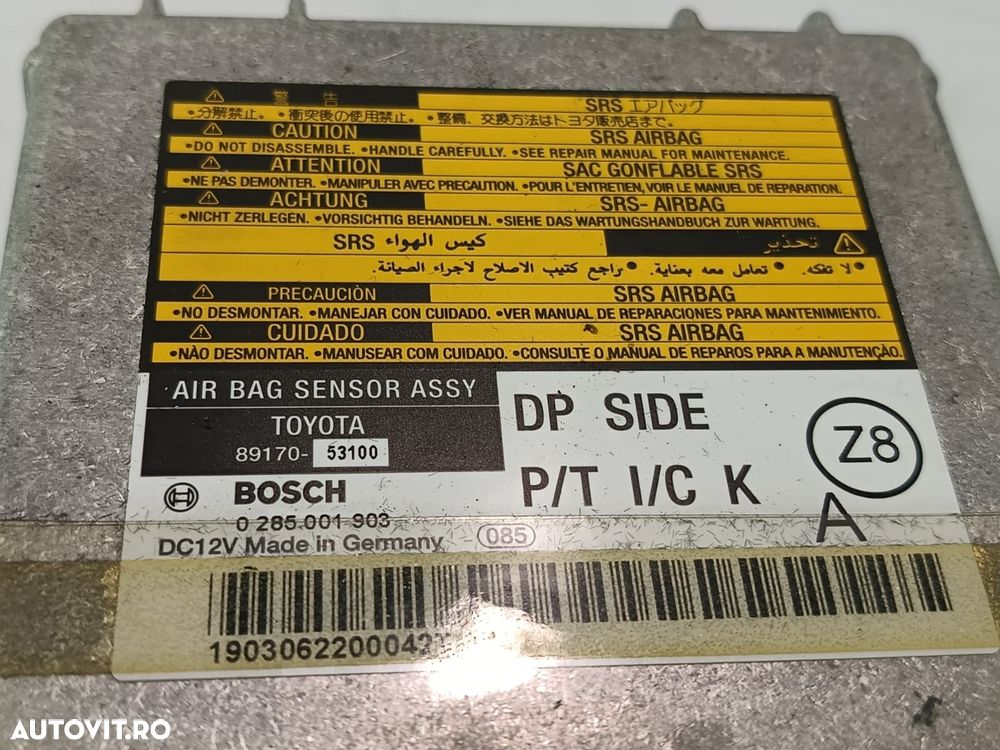 警 告 SRS エアバッグ
•分解禁止。 •衝突後の使用禁止。 •整備、交換方法はトヨタ販売店まで。
CAUTION SRS AIRBAG
•DO NOT DISASSEMBLE. •HANDLE CAREFULLY. •SEE REPAIR MANUAL FOR MAINTENANCE.
ATTENTION SAC GONFLABLE SRS
•NE PAS DEMONTER. •MANIPULER AVEC PRECAUTION. •POUR L'ENTRETIEN, VOIR LE MANUEL DE REPARATION.
ACHTUNG SRS- AIRBAG
•NICHT ZERLEGEN. •VORSICHTIG BEHANDELN. •SIEHE DAS WARTUNGSHANDBUCH ZUR WARTUNG.
تحذير كيس الهواء SRS
•لا تفكه. •تعامل معه بعناية. •راجع كتيب الاصلاح لاجراء الصيانة.
PRECAUCIÒN SRS AIRBAG
•NO DESMONTAR. •MANEJAR CON CUIDADO. •VER MANUAL DE REPARACIONES PARA MANTENIMIENTO.
CUIDADO SRS AIRBAG
•NÃO DESMONTAR. •MANUSEAR COM CUIDADO. •CONSULTE O MANUAL DE REPAROS PARA A MANUTENÇÃO.
AIR BAG SENSOR ASSY
TOYOTA
89170- 53100
DP SIDE
P/T I/C K
Z8
A
BOSCH
0 285 001 903
DC12V Made in Germany 085
AUTOVIT.RO